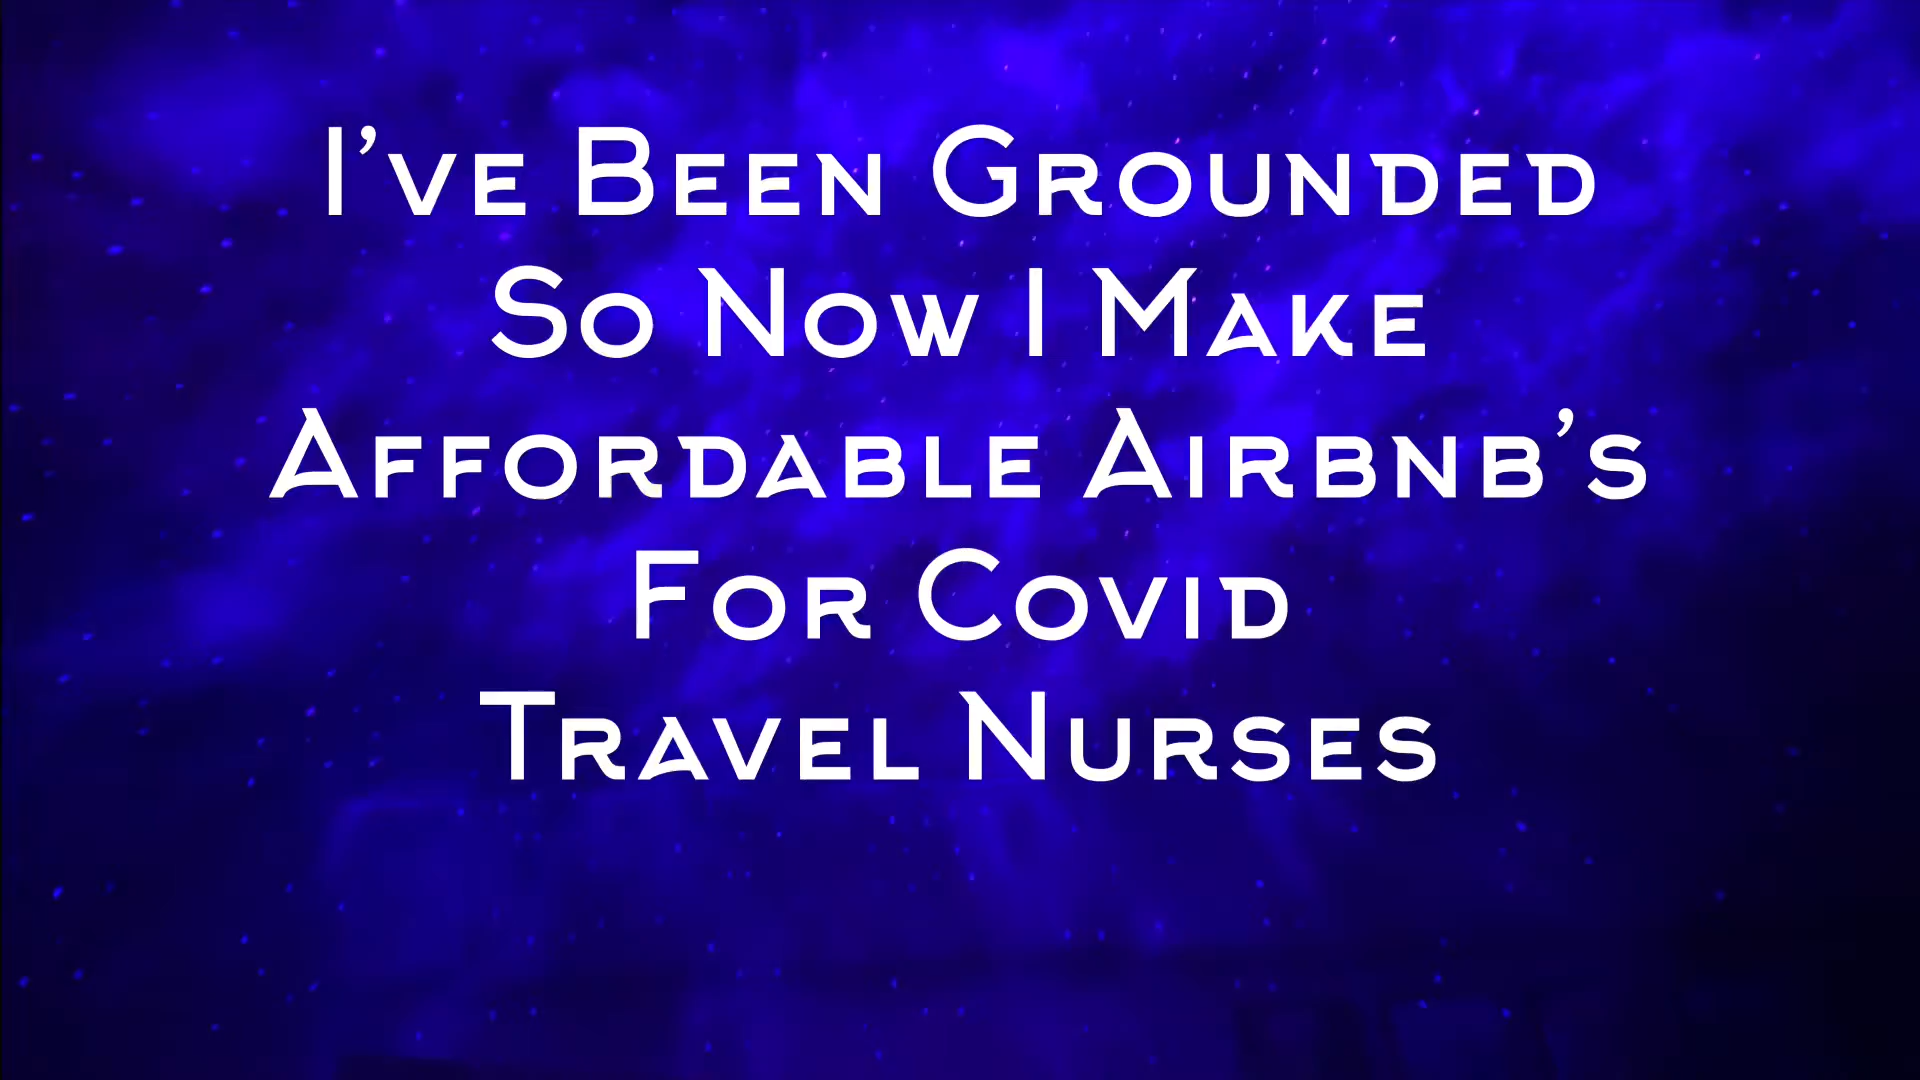 I've Been Grounded
So Now I Make
Affordable Airbnb's
For Covid
Travel Nurses